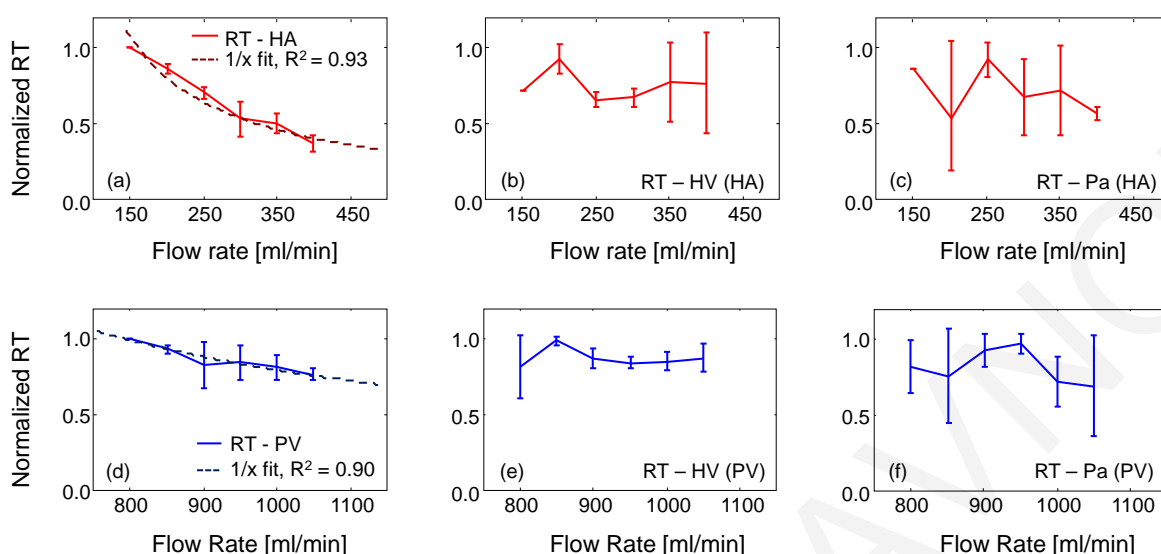 Normalized RT
1.0
0.5
0.0
RT - HA
1/x fit, R² = 0.93
(a)
150 250 350 450
Flow rate [ml/min]
1.0
0.5
0.0
(b)
RT – HV (HA)
150 250 350 450
Flow rate [ml/min]
1.0
0.5
0.0
(c)
RT – Pa (HA)
150 250 350 450
Flow rate [ml/min]
Normalized RT
1.0
0.5
0.0
RT - PV
1/x fit, R² = 0.90
(d)
800 900 1000 1100
Flow Rate [ml/min]
1.0
0.5
0.0
(e)
RT – HV (PV)
800 900 1000 1100
Flow Rate [ml/min]
1.0
0.5
0.0
(f)
RT – Pa (PV)
800 900 1000 1100
Flow Rate [ml/min]